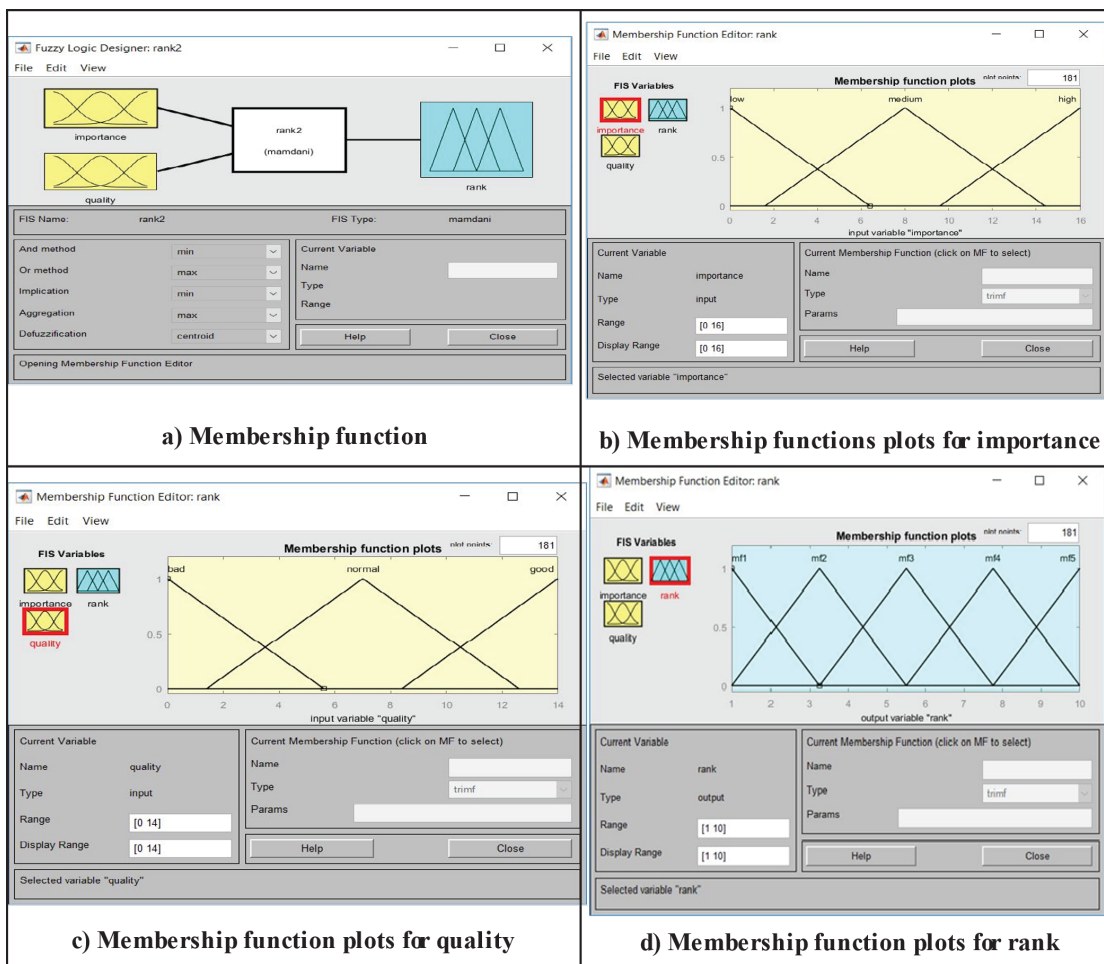 Fuzzy Logic Designer: rank2
File Edit View
importance
quality
rank2
(mamdani)
rank
FIS Name: rank2 FIS Type: mamdani
And method min
Or method max
Implication min
Aggregation max
Defuzzification centroid
Current Variable
Name
Type
Range
Help Close
Opening Membership Function Editor
a) Membership function
Membership Function Editor: rank
File Edit View
FIS Variables
importance rank
quality
Membership function plots plot points: 181
low medium high
1
0.5
0
0 2 4 6 8 10 12 14 16
input variable "importance"
Current Variable
Name importance
Type input
Range [0 16]
Display Range [0 16]
Current Membership Function (click on MF to select)
Name
Type trimf
Params
Help Close
Selected variable "importance"
b) Membership functions plots for importance
Membership Function Editor: rank
File Edit View
FIS Variables
importance rank
quality
Membership function plots plot points: 181
bad normal good
1
0.5
0
0 2 4 6 8 10 12 14
input variable "quality"
Current Variable
Name quality
Type input
Range [0 14]
Display Range [0 14]
Current Membership Function (click on MF to select)
Name
Type trimf
Params
Help Close
Selected variable "quality"
c) Membership function plots for quality
Membership Function Editor: rank
File Edit View
FIS Variables
importance rank
quality
Membership function plots plot points: 181
mf1 mf2 mf3 mf4 mf5
1
0.5
0
1 2 3 4 5 6 7 8 9 10
output variable "rank"
Current Variable
Name rank
Type output
Range [1 10]
Display Range [1 10]
Current Membership Function (click on MF to select)
Name
Type trimf
Params
Help Close
Selected variable "rank"
d) Membership function plots for rank